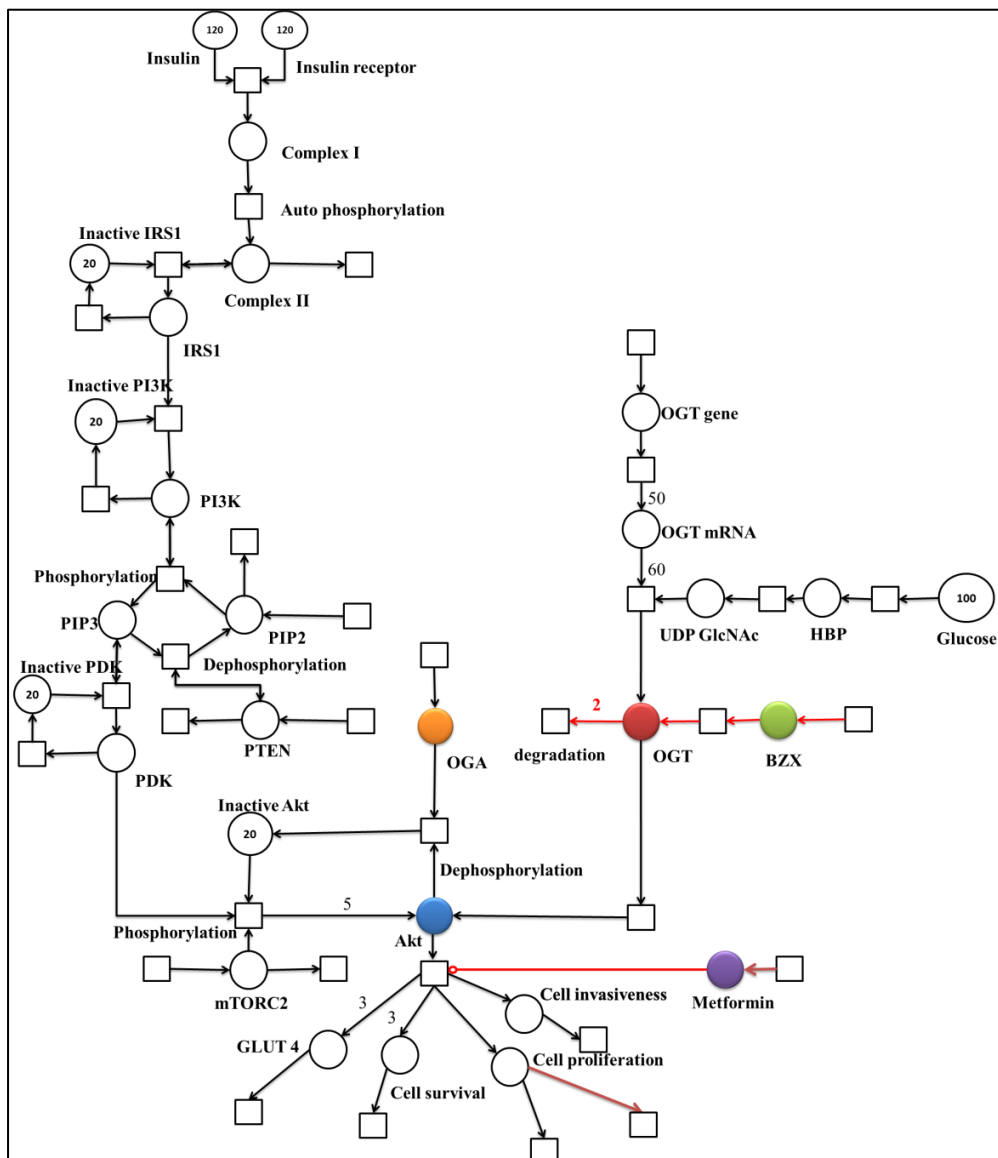 120
120
Insulin
Insulin receptor
Complex I
Auto phosphorylation
Inactive IRS1
20
Complex II
IRS1
Inactive PI3K
20
OGT gene
PI3K
50
OGT mRNA
60
Phosphorylation
PIP3
PIP2
UDP GlcNAc
HBP
100
Glucose
Dephosphorylation
Inactive PDK
20
PTEN
OGA
2
degradation
OGT
BZX
PDK
Inactive Akt
20
Dephosphorylation
5
Phosphorylation
Akt
mTORC2
Metformin
3
3
Cell invasiveness
GLUT 4
Cell proliferation
Cell survival